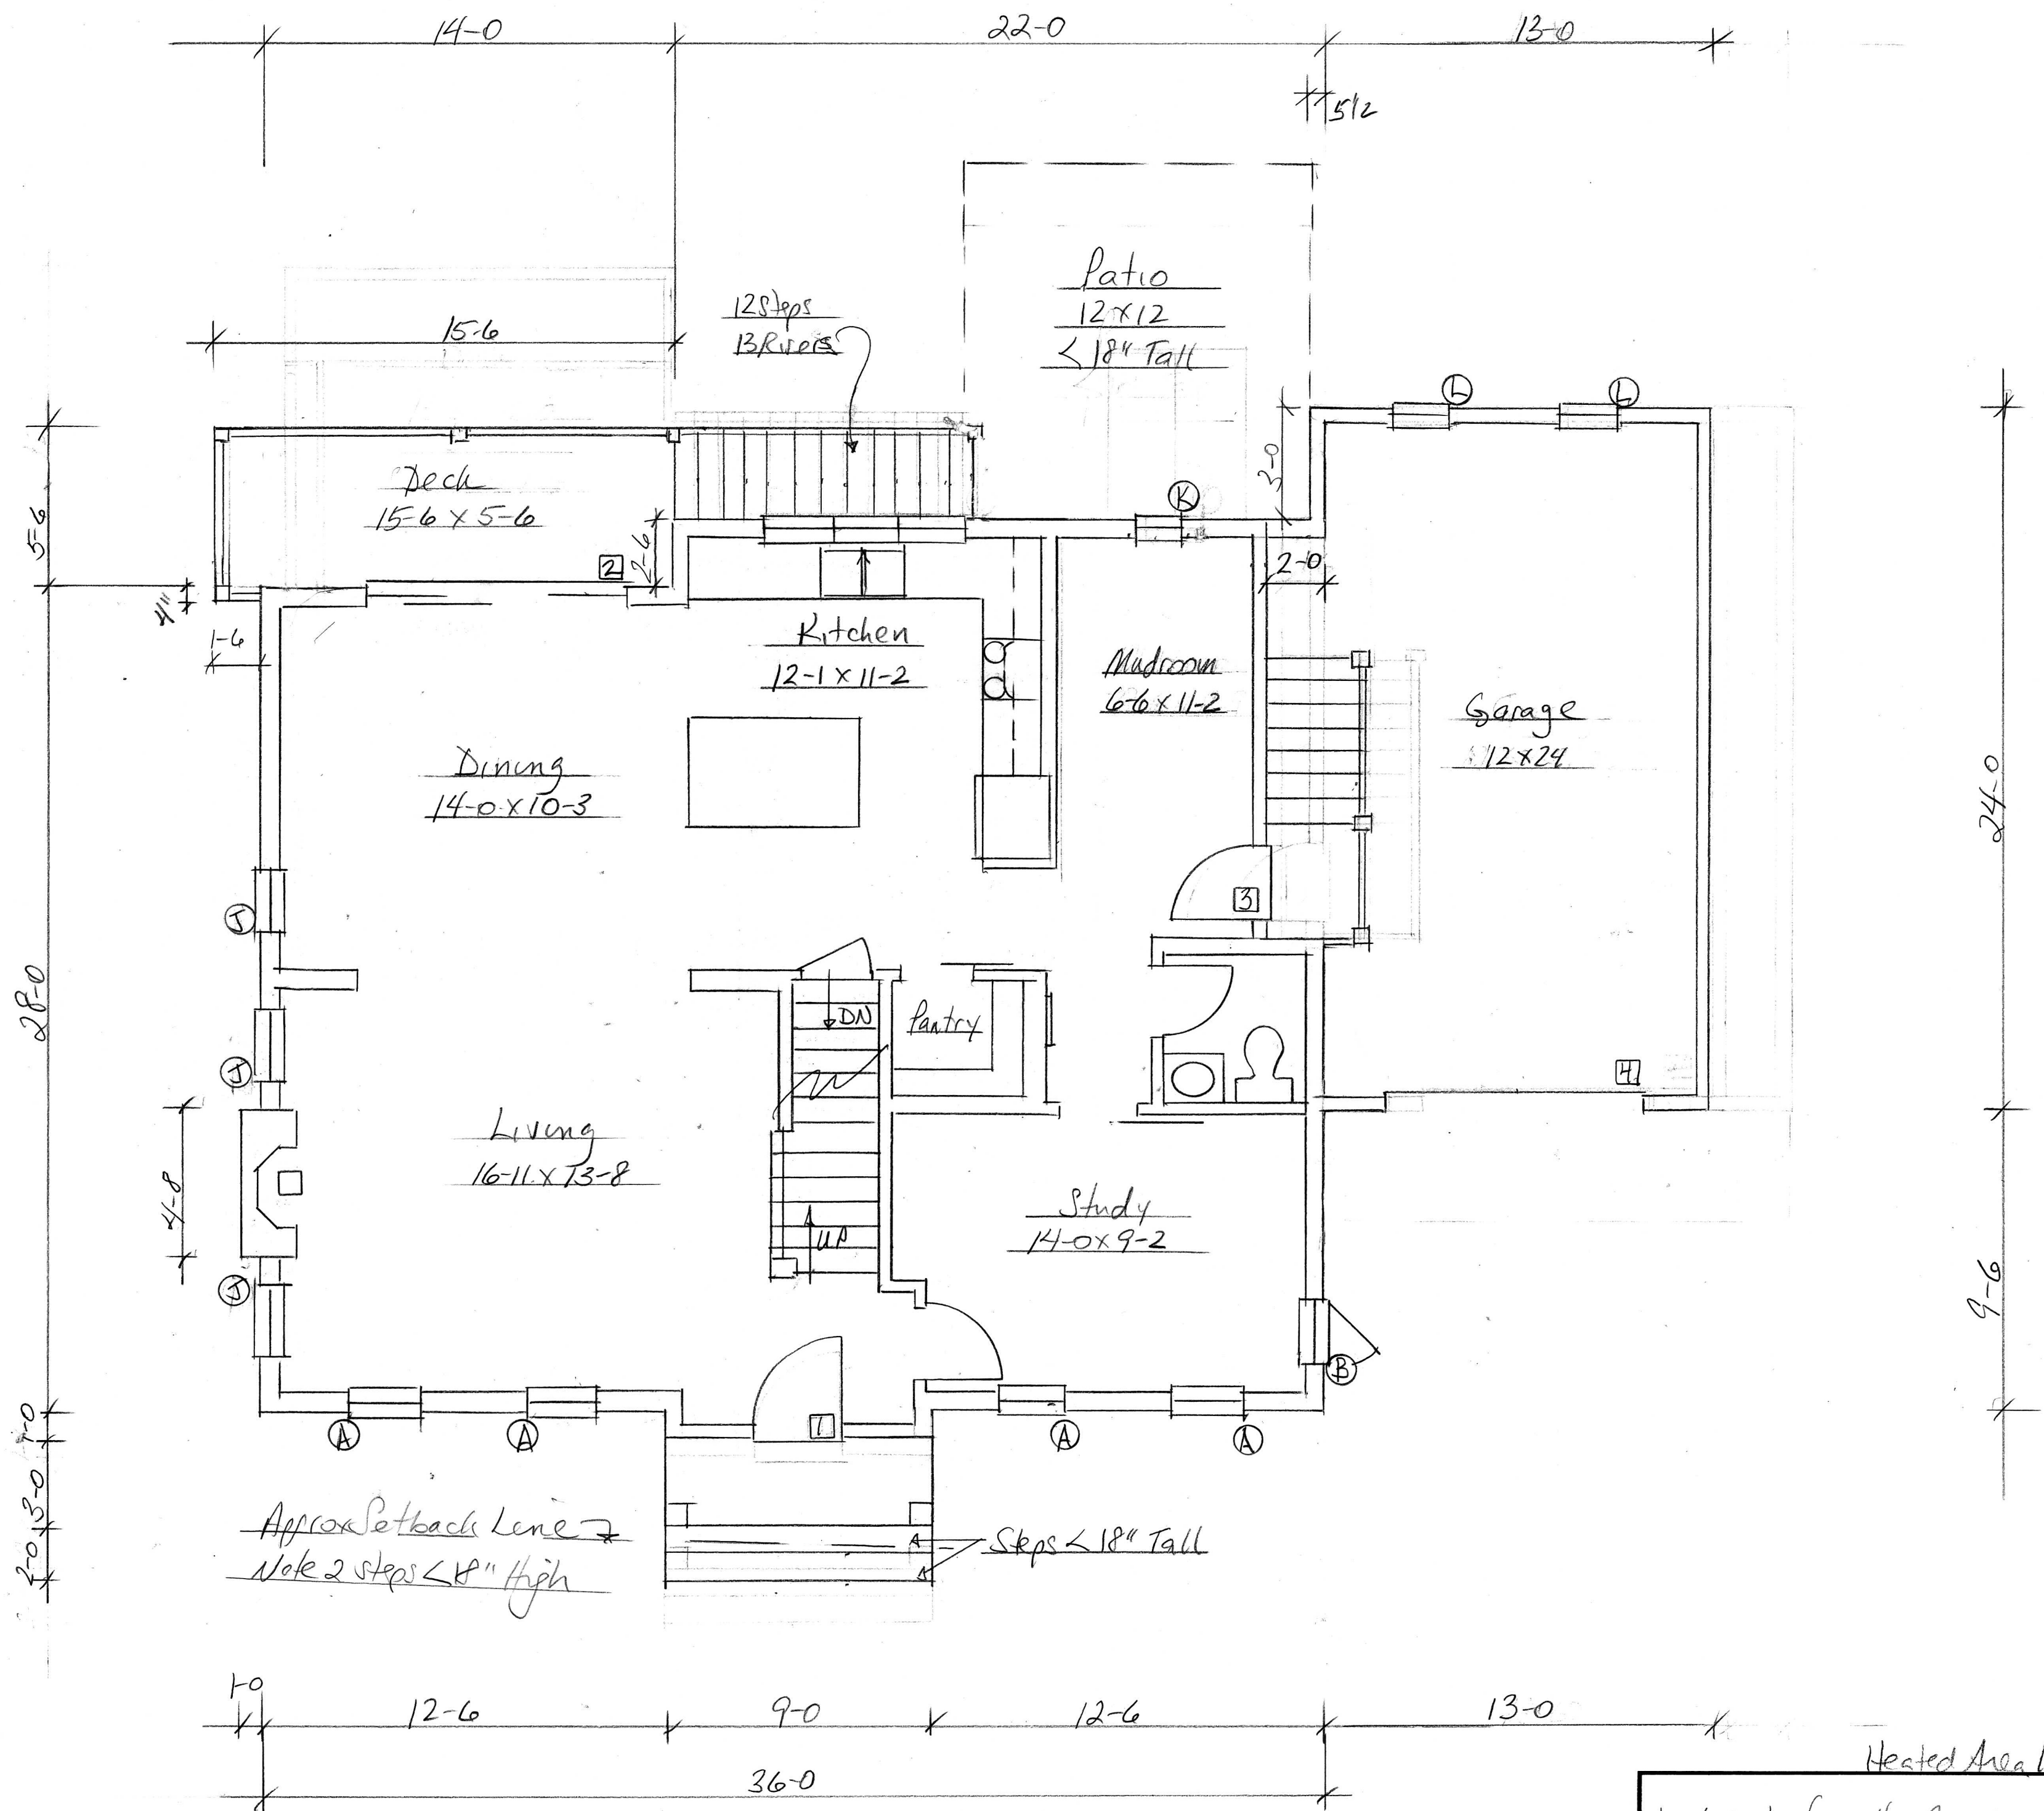 14-0 22-0 13-0
5 1/2
Patio
12x12
< 18" Tall
12 Steps
13 Risers
15-6
Deck
15-6 x 5-6
2
2-6
K
L L
3-0
2-0
5-6
4"
1-6
Kitchen
12-1 x 11-2
Mudroom
6-6 x 11-2
Garage
12x24
Dining
14-0 x 10-3
24-0
3
J
28-0
DN
Pantry
J
4
Living
16-11 x 13-8
4-8
Study
14-0 x 9-2
UP
9-6
J
B
1
A A A A
1-0
3-0
2-0
Approx Setback Line
Note 2 steps < 18" High
Steps < 18" Tall
1-0
12-6 9-0 12-6 13-0
36-0
Heated Area